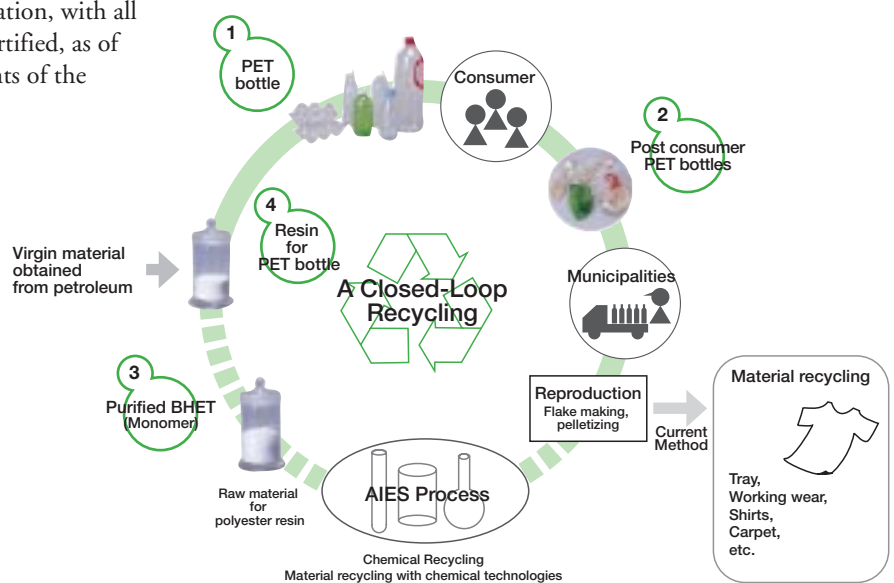 ation, with all
rtified, as of
nts of the
1
PET
bottle
Consumer
2
Post consumer
PET bottles
4
Resin
for
PET bottle
Virgin material
obtained
from petroleum
A Closed-Loop
Recycling
Municipalities
3
Purified BHET
(Monomer)
Reproduction
Flake making,
pelletizing
Current
Method
Material recycling
Tray,
Working wear,
Shirts,
Carpet,
etc.
Raw material
for
polyester resin
AIES Process
Chemical Recycling
Material recycling with chemical technologies